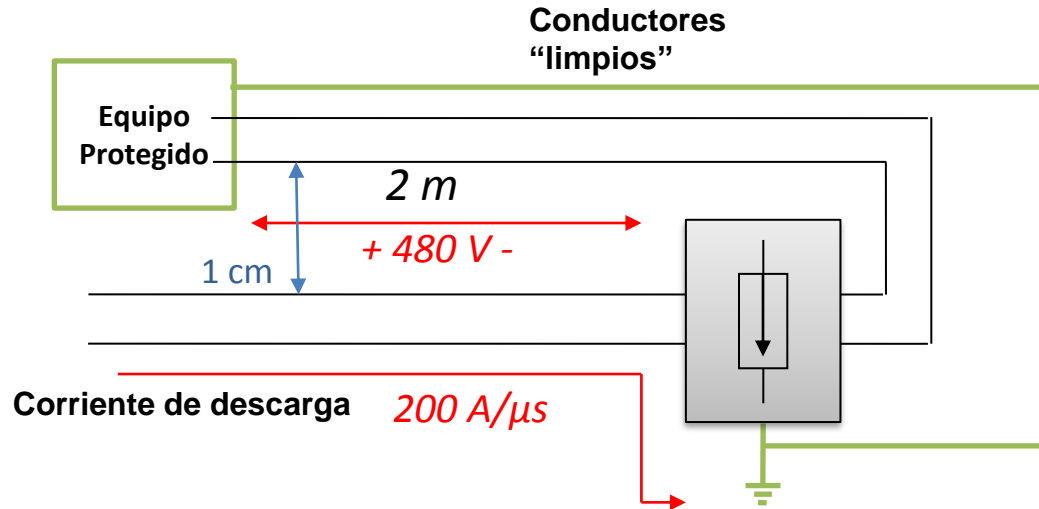 Conductores
“limpios”
Equipo
Protegido
2 m
+ 480 V -
1 cm
Corriente de descarga
200 A/μs